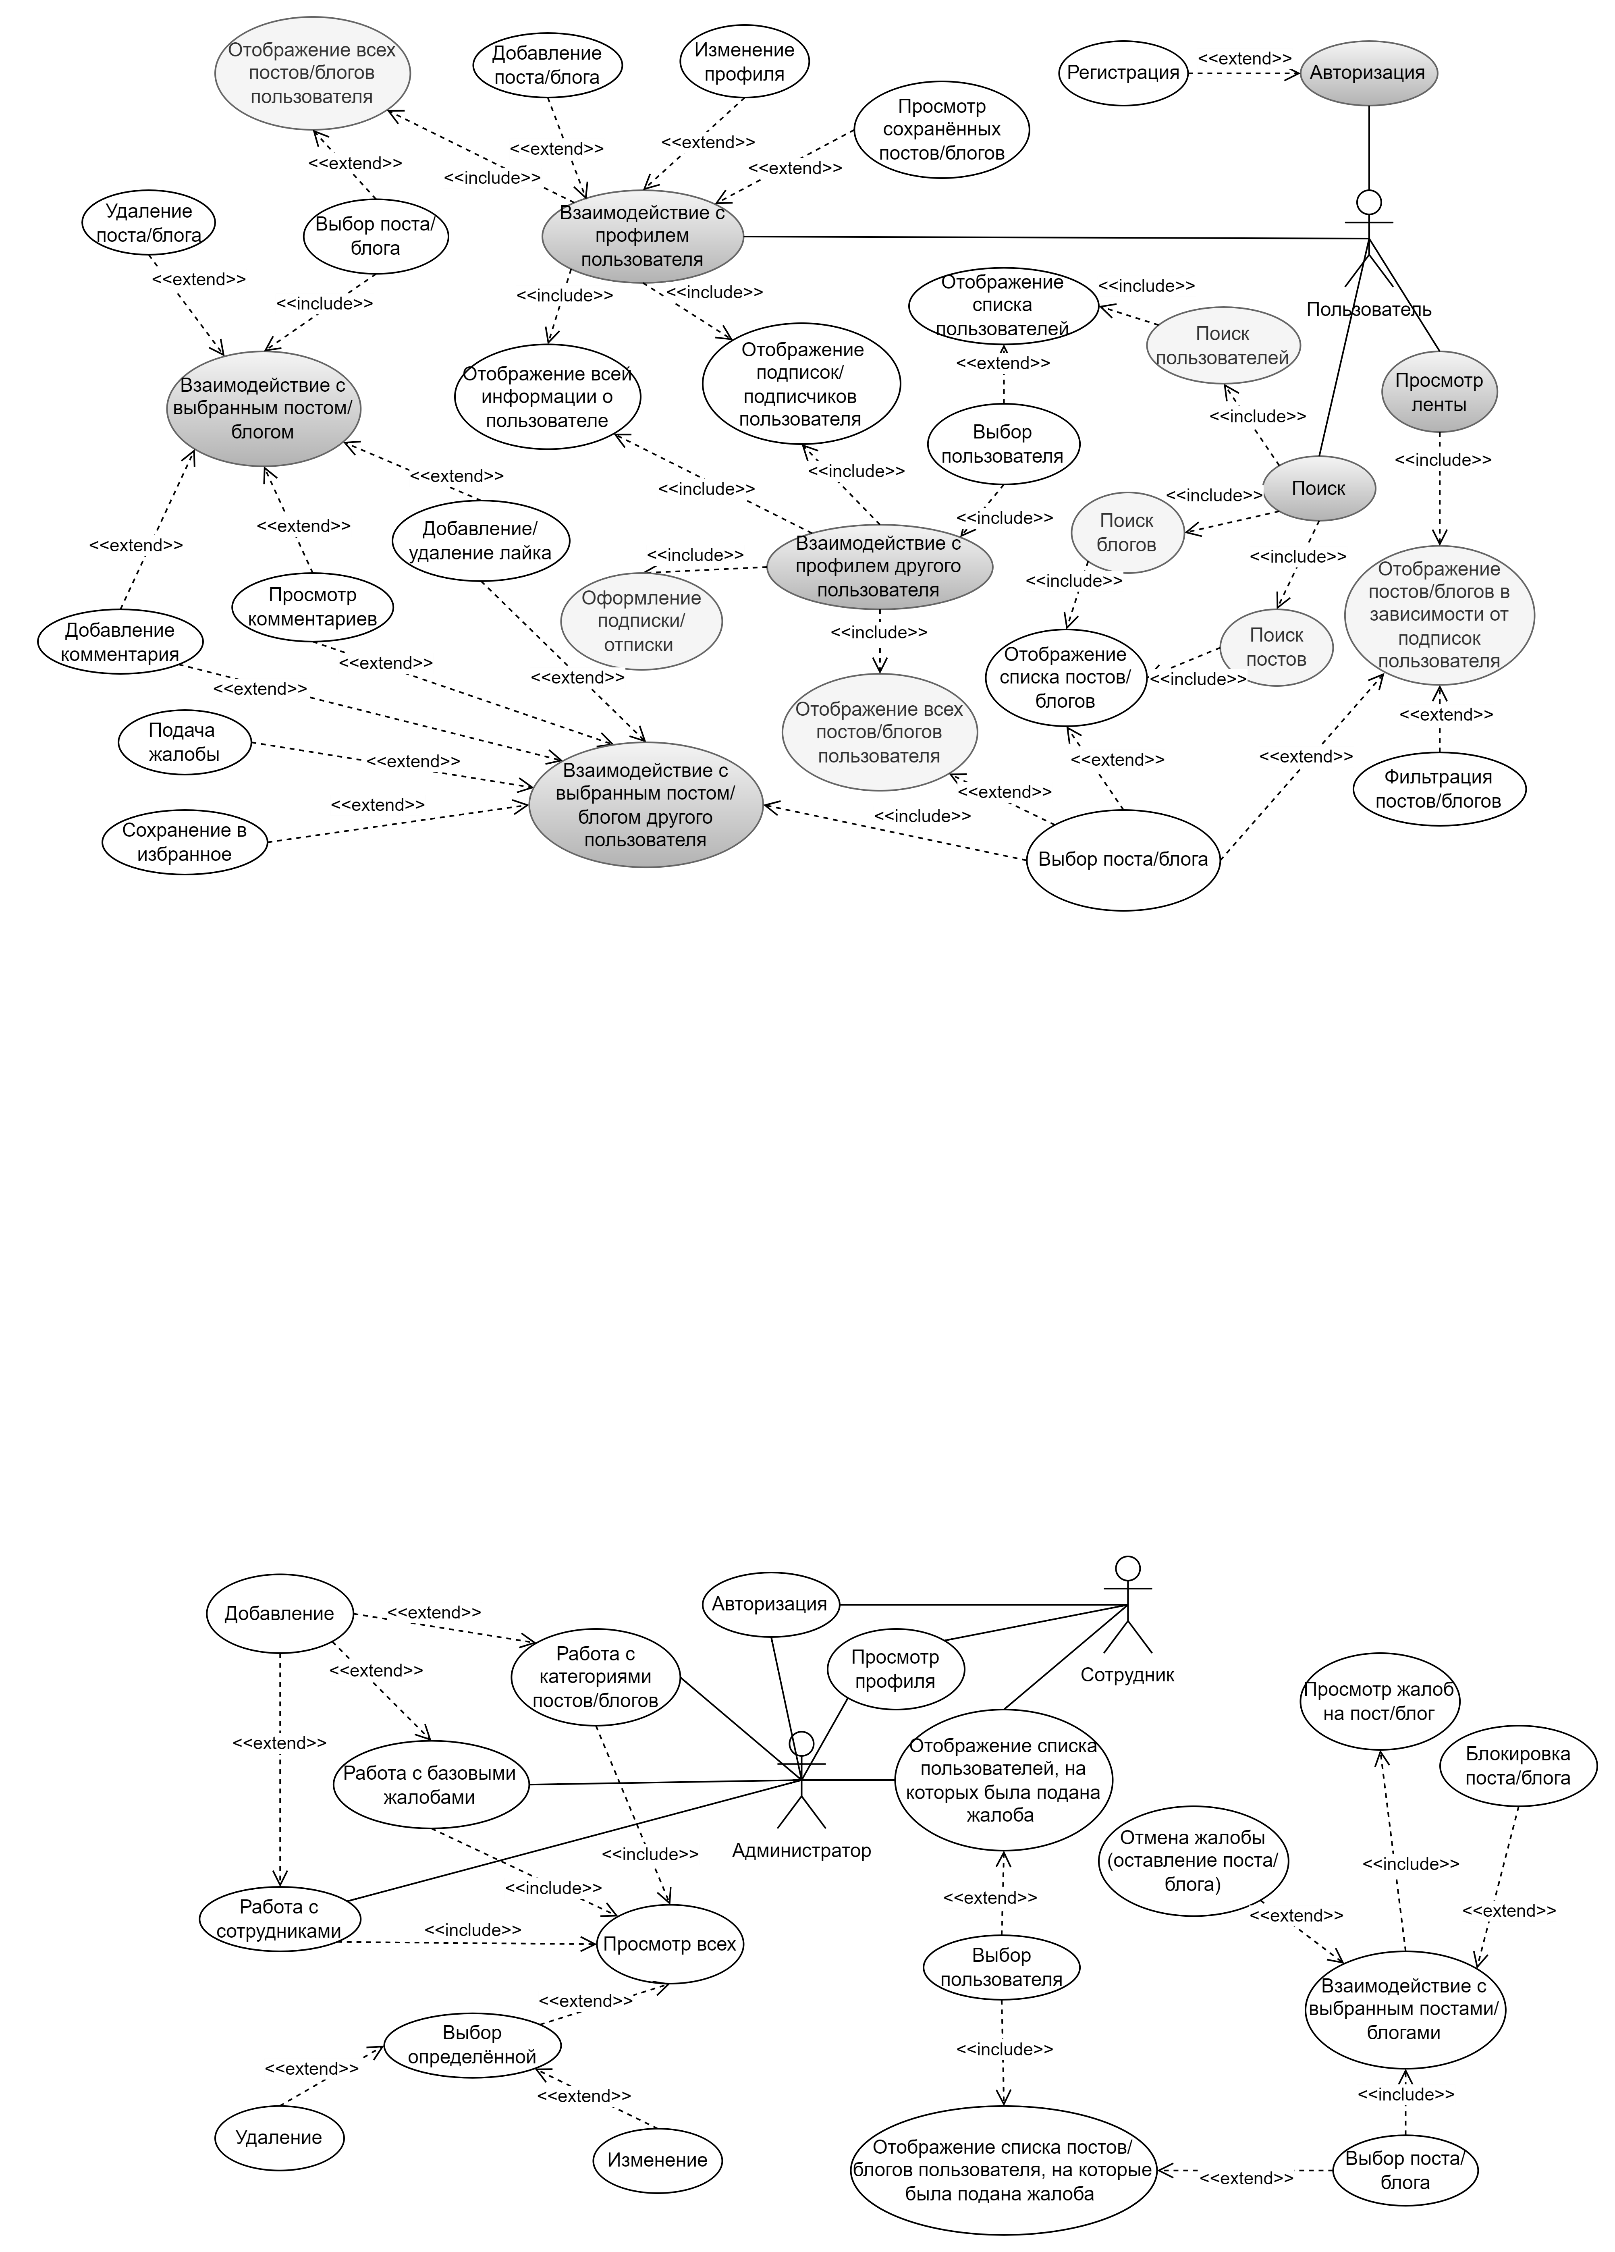 Отображение всех
постов/блогов
пользователя
Добавление
поста/блога
Изменение
профиля
Просмотр
сохранённых
постов/блогов
Регистрация
<<extend>>
Авторизация
<<extend>>
<<include>>
<<extend>>
<<extend>>
<<extend>>
Удаление
поста/блога
Выбор поста/
блога
Взаимодействие с
профилем
пользователя
<<extend>>
<<include>>
<<include>>
<<include>>
Отображение
списка
пользователей
<<include>>
Поиск
пользователей
Пользователь
Взаимодействие с
выбранным постом/
блогом
Отображение всей
информации о
пользователе
Отображение
подписок/
подписчиков
пользователя
<<extend>>
Выбор
пользователя
<<include>>
Просмотр
ленты
<<include>>
Поиск
<<extend>>
<<extend>>
<<extend>>
Добавление/
удаление лайка
<<include>>
<<include>>
<<include>>
Поиск
блогов
<<include>>
<<include>>
<<include>>
Просмотр
комментариев
Добавление
комментария
<<include>>
Оформление
подписки/
отписки
Взаимодействие с
профилем другого
пользователя
<<include>>
Отображение
списка постов/
блогов
Поиск
постов
<<include>>
Отображение
постов/блогов в
зависимости от
подписок
пользователя
<<extend>>
<<extend>>
<<extend>>
Подача
жалобы
<<extend>>
Сохранение в
избранное
<<extend>>
Взаимодействие с
выбранным постом/
блогом другого
пользователя
Отображение всех
постов/блогов
пользователя
<<extend>>
<<include>>
<<extend>>
<<extend>>
<<extend>>
Фильтрация
постов/блогов
Выбор поста/блога
Добавление
<<extend>>
<<extend>>
<<extend>>
Работа с
категориями
постов/блогов
Авторизация
Просмотр
профиля
Сотрудник
Работа с базовыми
жалобами
Администратор
Отображение списка
пользователей, на
которых была подана
жалоба
Просмотр жалоб
на пост/блог
Блокировка
поста/блога
Отмена жалобы
(оставление поста/
блога)
<<include>>
<<include>>
<<include>>
Работа с
сотрудниками
Просмотр всех
<<extend>>
<<include>>
<<extend>>
<<extend>>
Выбор
пользователя
Взаимодействие с
выбранным постами/
блогами
<<extend>>
Выбор
определённой
<<extend>>
<<extend>>
Удаление
Изменение
<<include>>
<<include>>
Отображение списка постов/
блогов пользователя, на которые
была подана жалоба
<<extend>>
Выбор поста/
блога